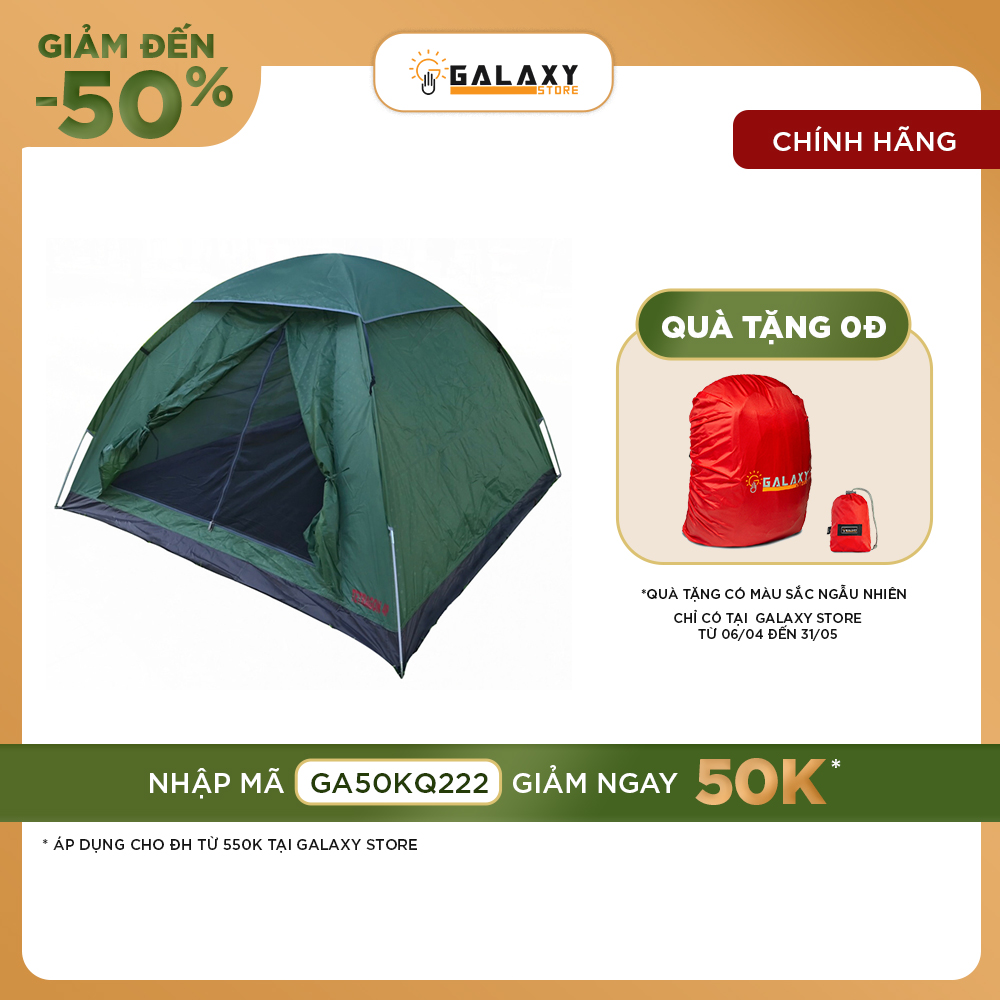 GIẢM ĐẾN
-50%
GALAXY
STORE
CHÍNH HÃNG
QUÀ TẶNG 0Đ
GALAXY
*QUÀ TẶNG CÓ MÀU SẮC NGẪU NHIÊN
CHỈ CÓ TẠI GALAXY STORE
TỪ 06/04 ĐẾN 31/05
NHẬP MÃ GA50KQ222 GIẢM NGAY 50K*
* ÁP DỤNG CHO ĐH TỪ 550K TẠI GALAXY STORE